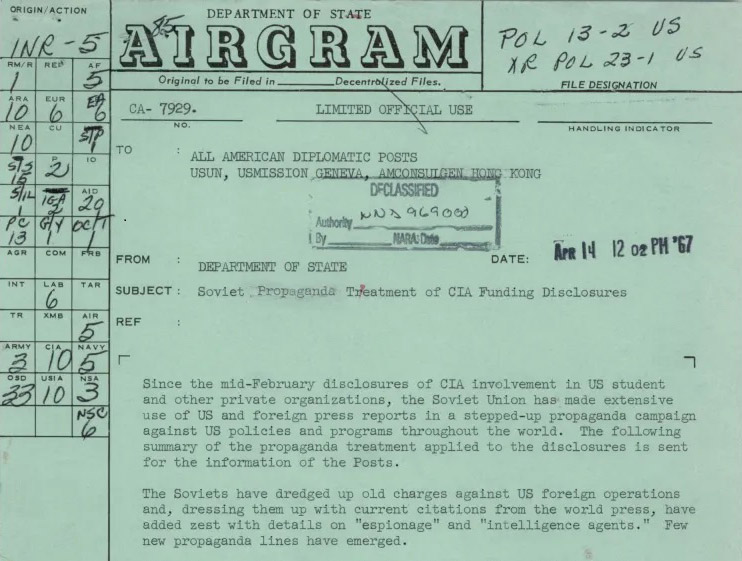 ORIGIN/ACTION
INR-5
RM/R REP AF
1 5
ARA EUR EA
10 6 6
NEA CU STP
10 1
S/S P IO
15 2
S/IL IGA AID
1 2 20
PC G/Y OC/T
13 1 1
AGR COM FRB
INT LAB TAR
6
TR XMB AIR
5
ARMY CIA NAVY
3 10 5
OSD USIA NSA
33 10 3
NSC
6
85
DEPARTMENT OF STATE
AIRGRAM
Original to be Filed in Decentralized Files.
POL 13-2 US
XR POL 23-1 US
FILE DESIGNATION
CA- 7929. LIMITED OFFICIAL USE
NO. HANDLING INDICATOR
TO : ALL AMERICAN DIPLOMATIC POSTS
USUN, USMISSION GENEVA, AMCONSULGEN HONG KONG
DECLASSIFIED
Authority NND 969000
By NARA: Date
FROM : DEPARTMENT OF STATE
DATE: APR 14 12 02 PM '67
SUBJECT : Soviet Propaganda Treatment of CIA Funding Disclosures
REF :
Since the mid-February disclosures of CIA involvement in US student
and other private organizations, the Soviet Union has made extensive
use of US and foreign press reports in a stepped-up propaganda campaign
against US policies and programs throughout the world. The following
summary of the propaganda treatment applied to the disclosures is sent
for the information of the Posts.
The Soviets have dredged up old charges against US foreign operations
and, dressing them up with current citations from the world press, have
added zest with details on "espionage" and "intelligence agents." Few
new propaganda lines have emerged.